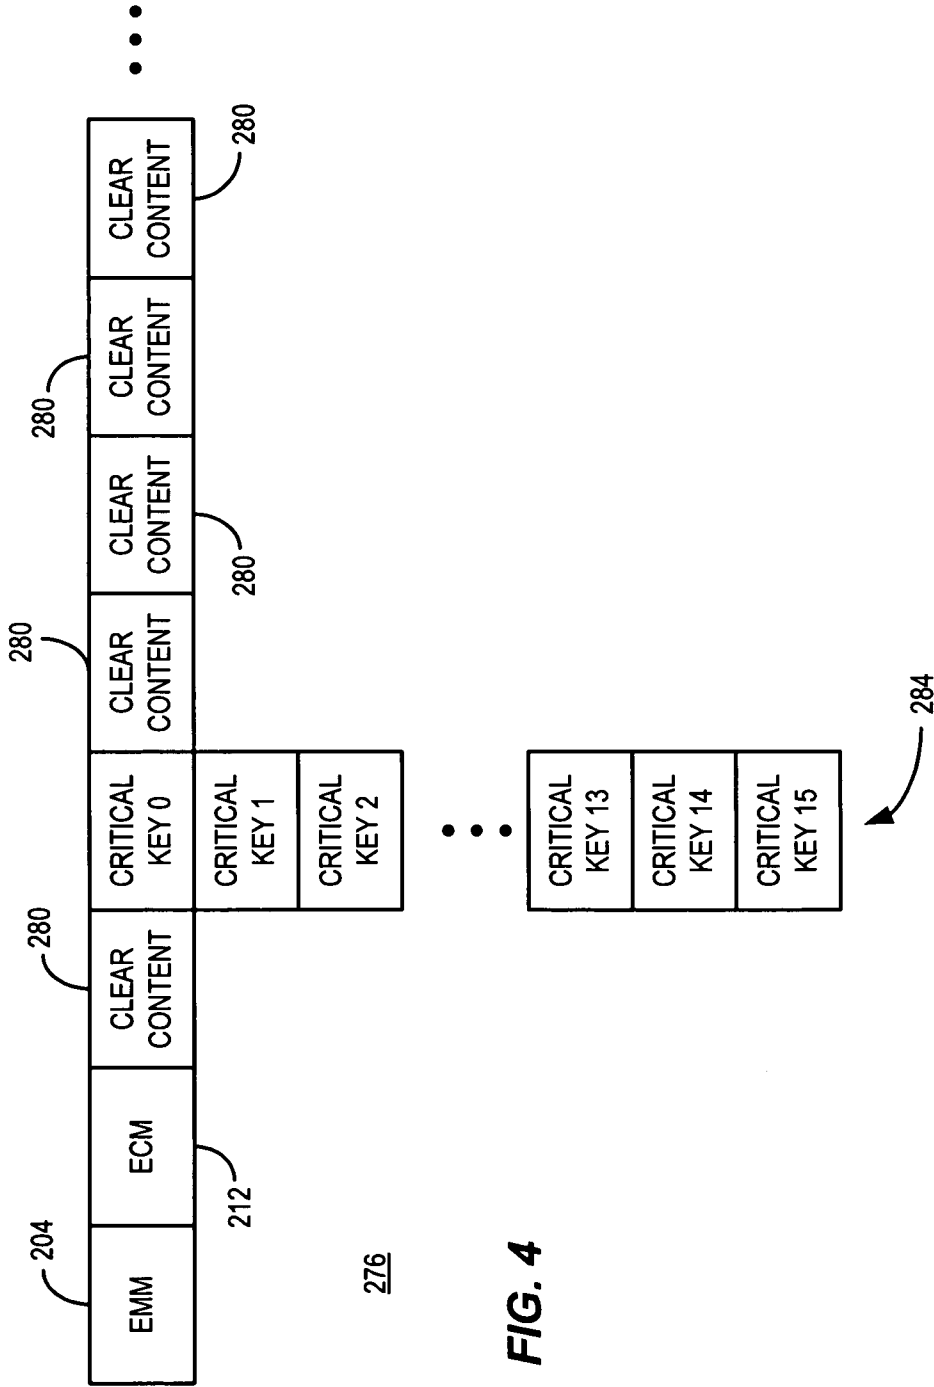 204
280
280
280
EMM
ECM
CLEAR
CONTENT
CRITICAL
KEY 0
CLEAR
CONTENT
CLEAR
CONTENT
CLEAR
CONTENT
CLEAR
CONTENT
212
280
280
CRITICAL
KEY 1
CRITICAL
KEY 2
CRITICAL
KEY 13
CRITICAL
KEY 14
CRITICAL
KEY 15
284
276
FIG. 4